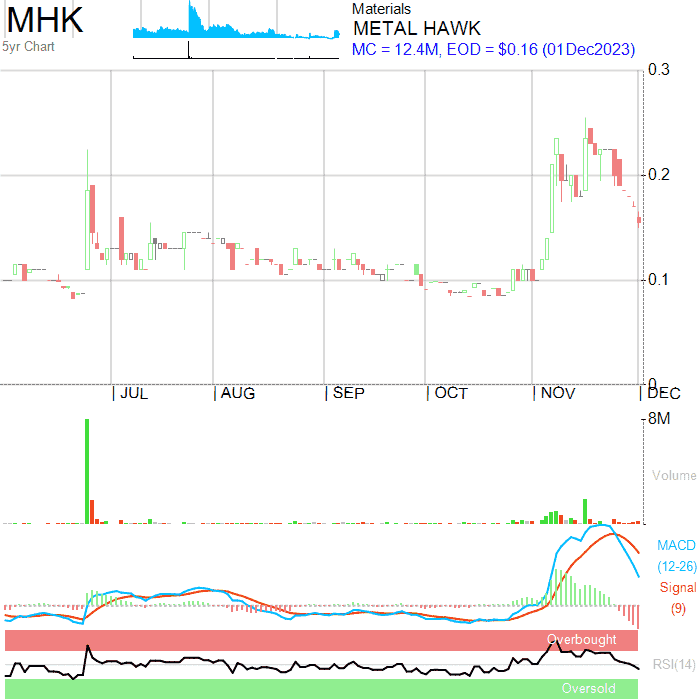 MHK
5yr Chart
Materials
METAL HAWK
MC = 12.4M, EOD = $0.16 (01Dec2023)
0.3
0.2
0.1
0
JUL AUG SEP OCT NOV DEC
8M
Volume
MACD
(12-26)
Signal
(9)
Overbought
RSI(14)
Oversold